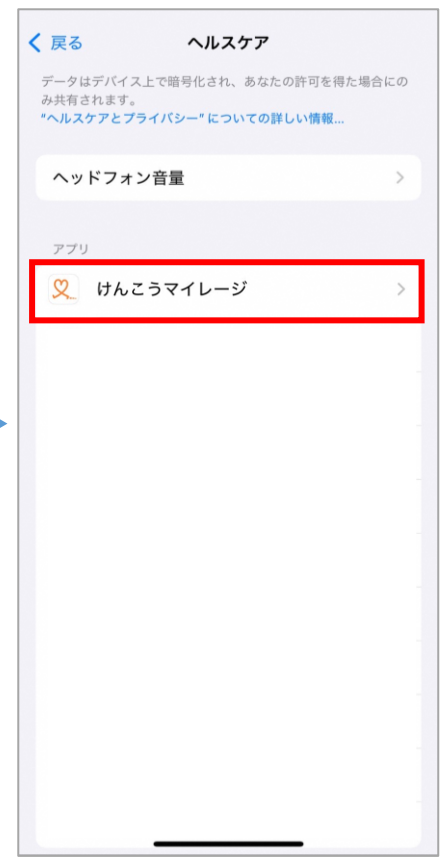 戻る ヘルスケア
データはデバイス上で暗号化され、あなたの許可を得た場合にの
み共有されます。
“ヘルスケアとプライバシー” についての詳しい情報...
ヘッドフォン音量
アプリ
けんこうマイレージ